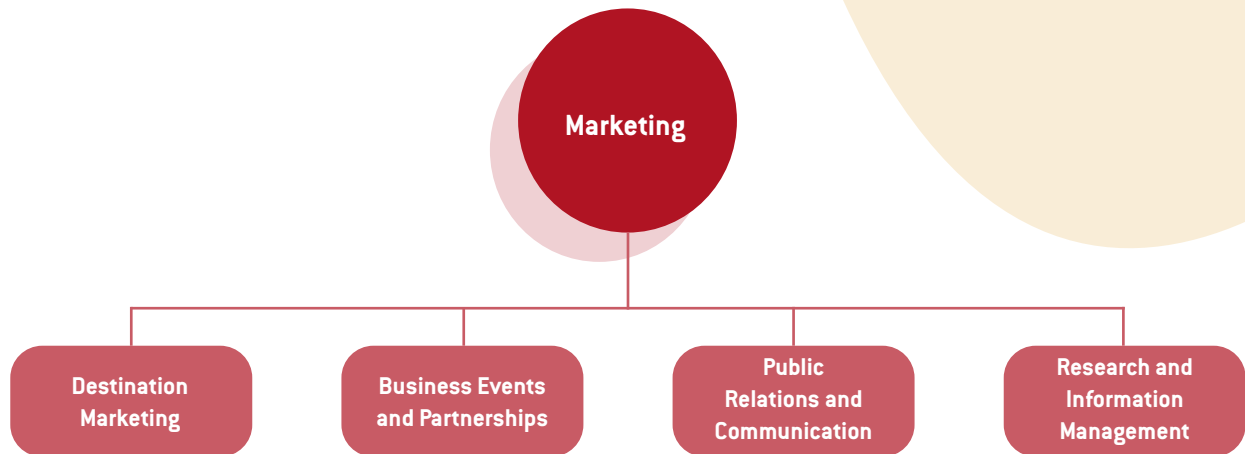 Marketing
Destination
Marketing
Business Events
and Partnerships
Public
Relations and
Communication
Research and
Information
Management